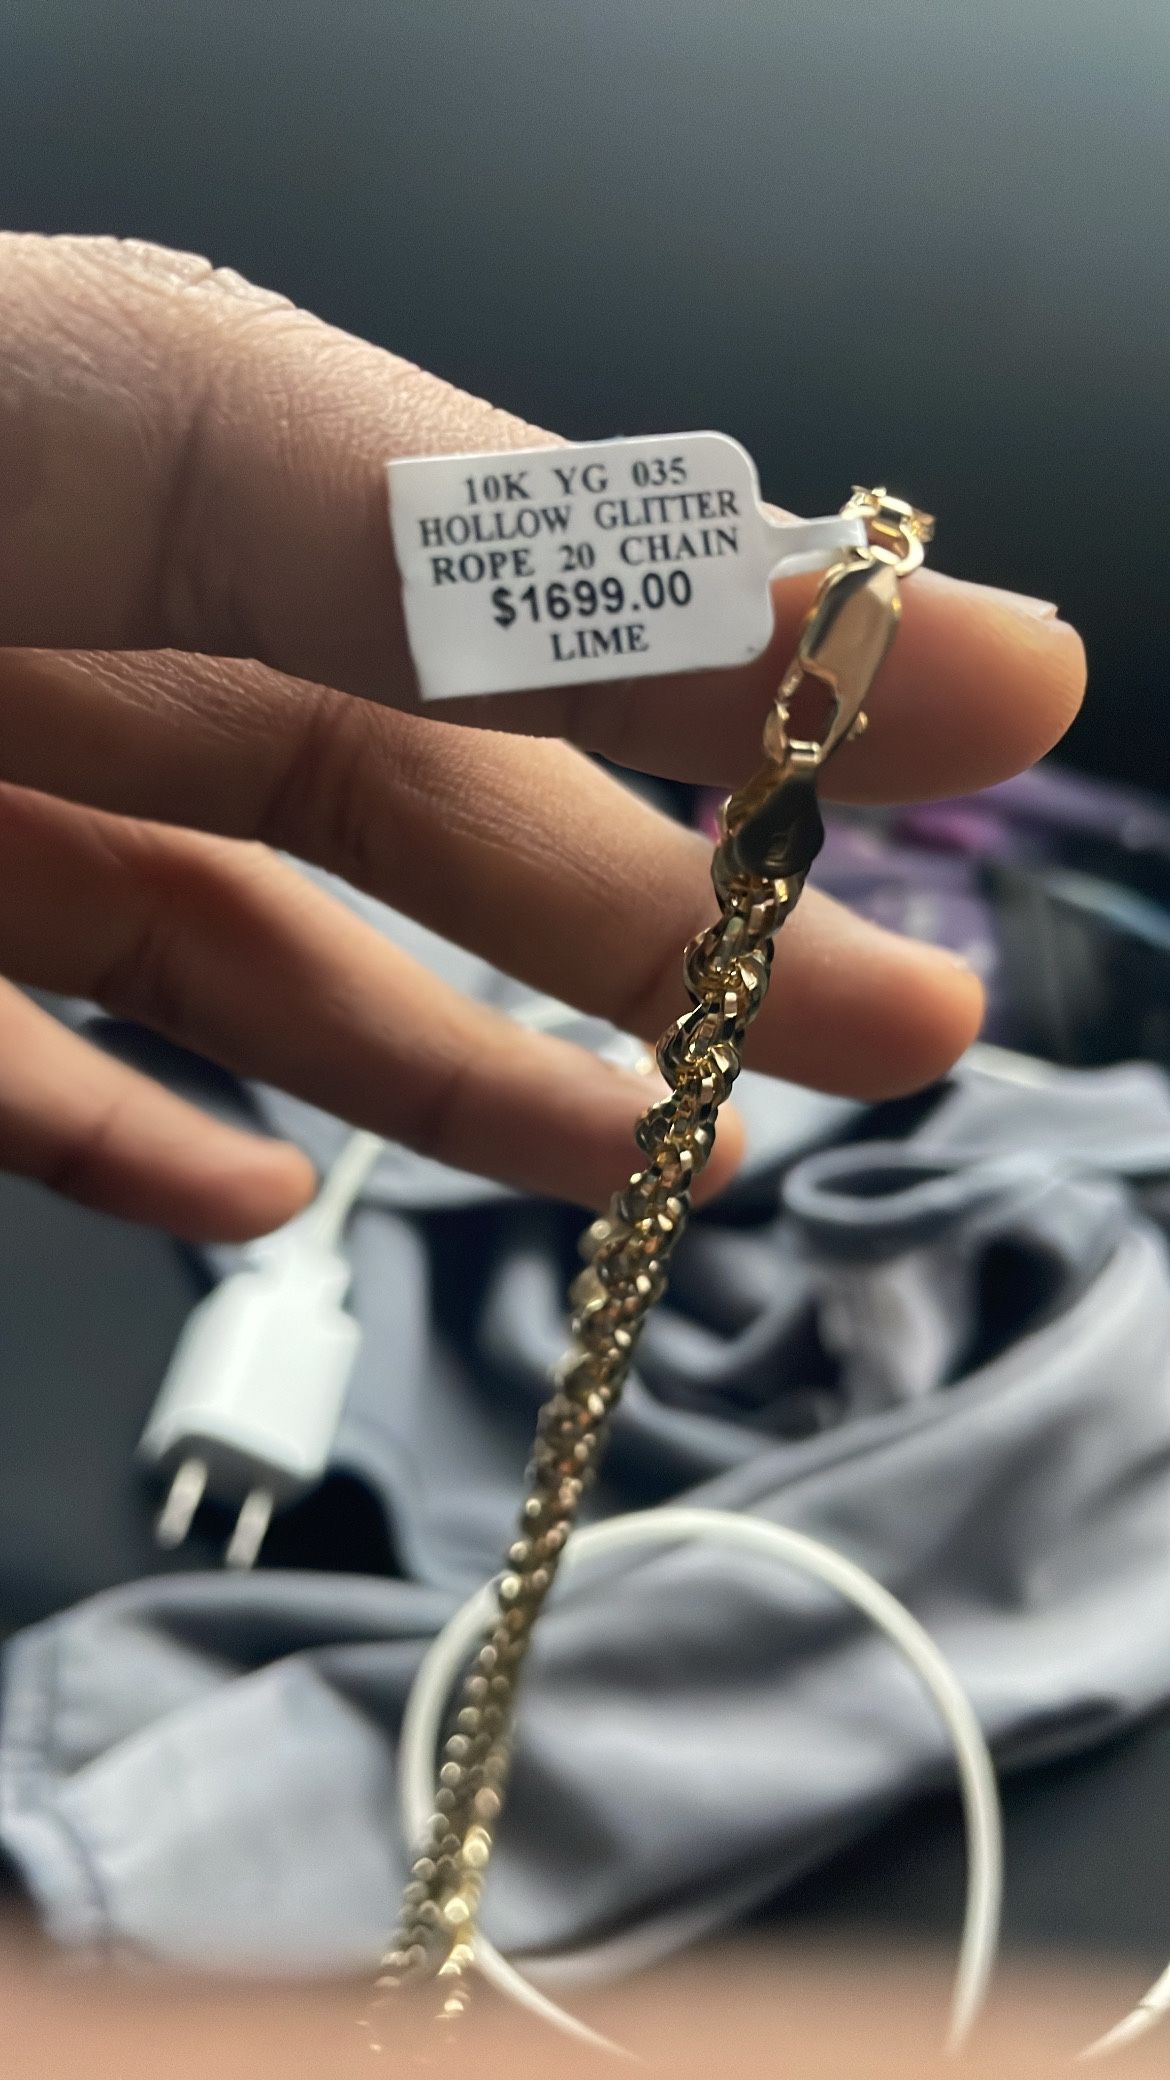 10K YG 035
HOLLOW GLITTER
ROPE 20 CHAIN
$1699.00
LIME